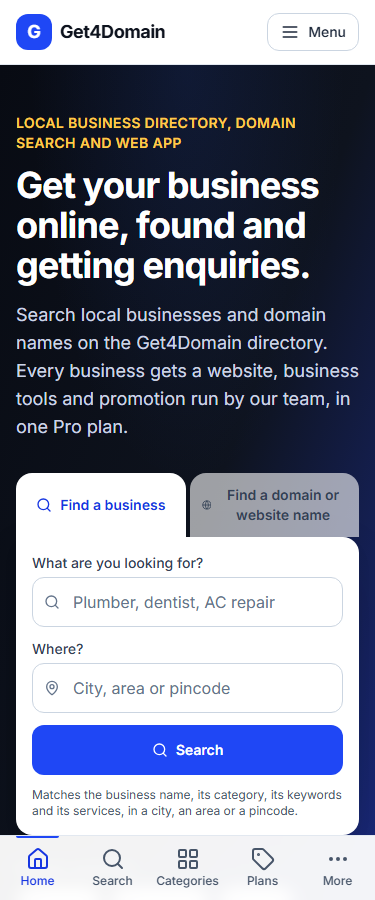 G Get4Domain
Menu
LOCAL BUSINESS DIRECTORY, DOMAIN
SEARCH AND WEB APP
Get your business
online, found and
getting enquiries.
Search local businesses and domain
names on the Get4Domain directory.
Every business gets a website, business
tools and promotion run by our team, in
one Pro plan.
Find a business
Find a domain or
website name
What are you looking for?
Plumber, dentist, AC repair
Where?
City, area or pincode
Search
Matches the business name, its category, its keywords
and its services, in a city, an area or a pincode.
Home
Search
Categories
Plans
More